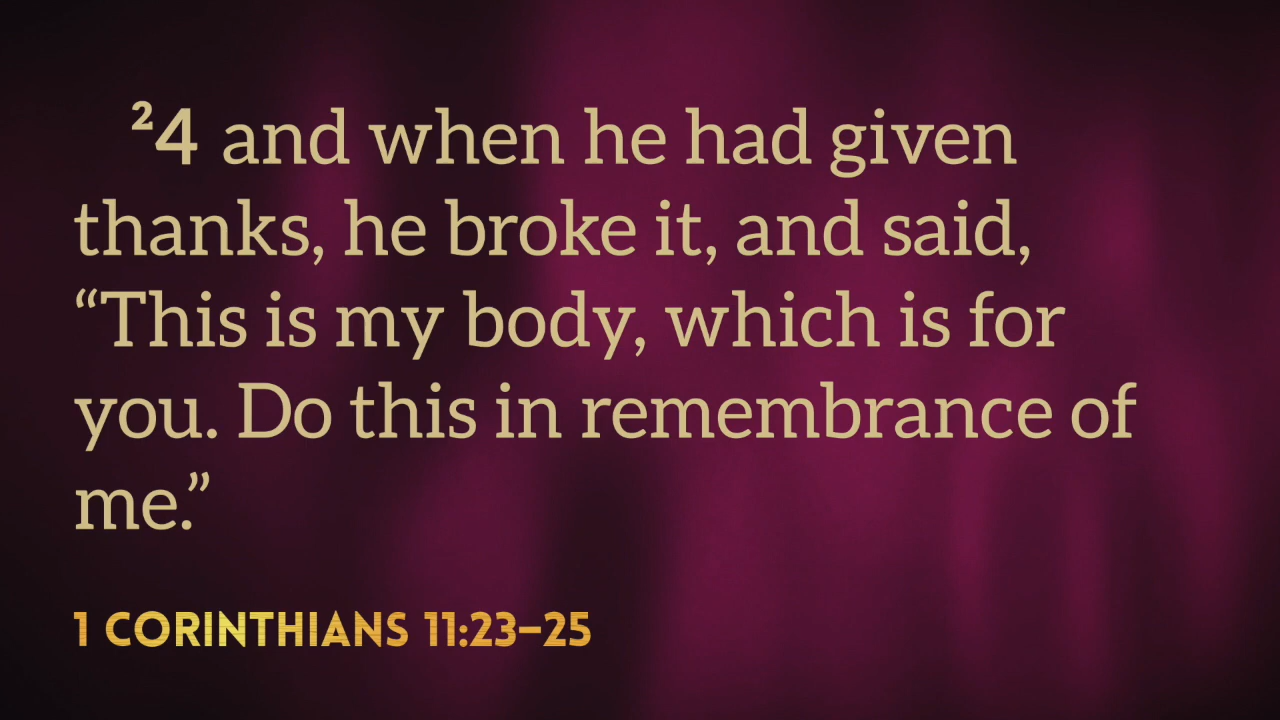 ²4 and when he had given
thanks, he broke it, and said,
“This is my body, which is for
you. Do this in remembrance of
me.”
1 CORINTHIANS 11:23–25